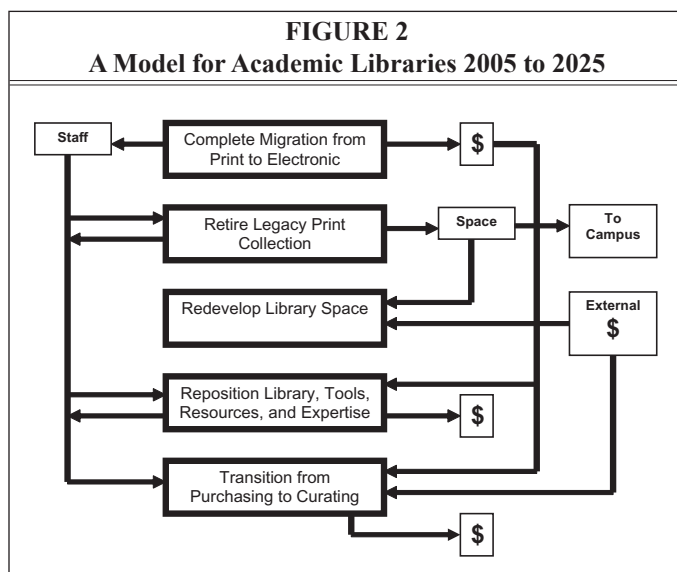 FIGURE 2
A Model for Academic Libraries 2005 to 2025
Staff
Complete Migration from
Print to Electronic
$
Retire Legacy Print
Collection
Space
To
Campus
Redevelop Library Space
External
$
Reposition Library, Tools,
Resources, and Expertise
$
Transition from
Purchasing to Curating
$